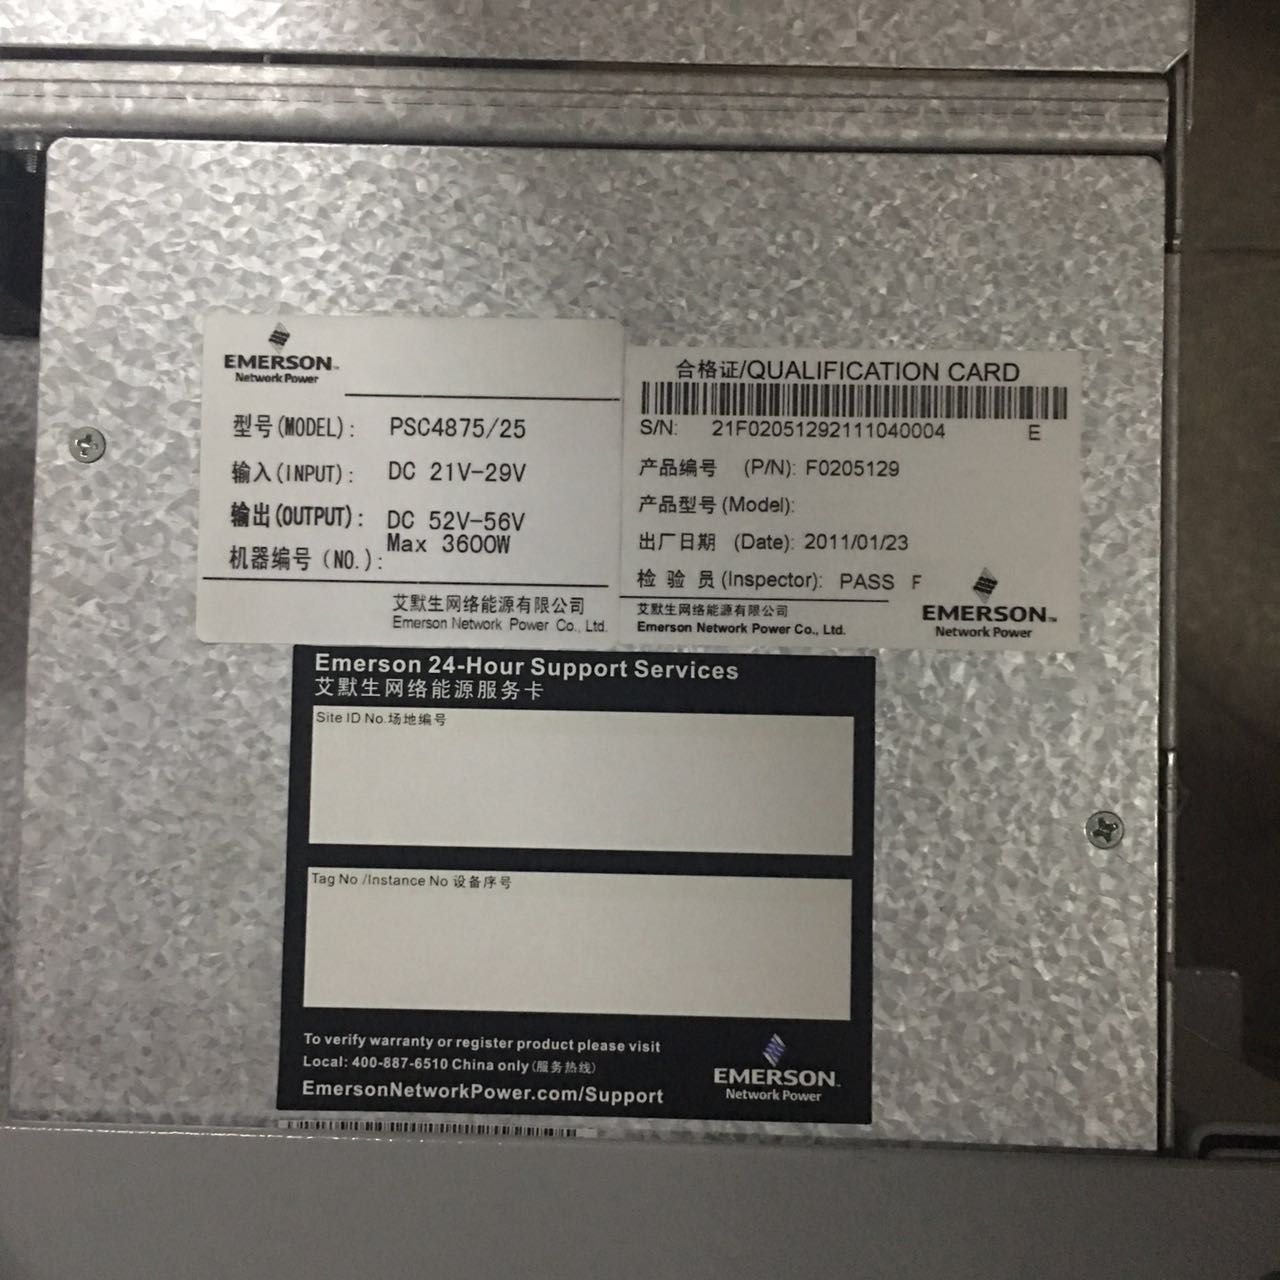 EMERSON™
Network Power
型号(MODEL): PSC4875/25
输入(INPUT): DC 21V-29V
输出(OUTPUT): DC 52V-56V
Max 3600W
机器编号(NO.):
艾默生网络能源有限公司
Emerson Network Power Co., Ltd.
合格证/QUALIFICATION CARD
S/N: 21F02051292111040004 E
产品编号 (P/N): F0205129
产品型号(Model):
出厂日期 (Date): 2011/01/23
检 验 员(Inspector): PASS F
艾默生网络能源有限公司
Emerson Network Power Co., Ltd.
EMERSON™
Network Power
Emerson 24-Hour Support Services
艾默生网络能源服务卡
Site ID No.场地编号
Tag No /Instance No 设备序号
To verify warranty or register product please visit
Local: 400-887-6510 China only (服务热线)
EmersonNetworkPower.com/Support
EMERSON™
Network Power